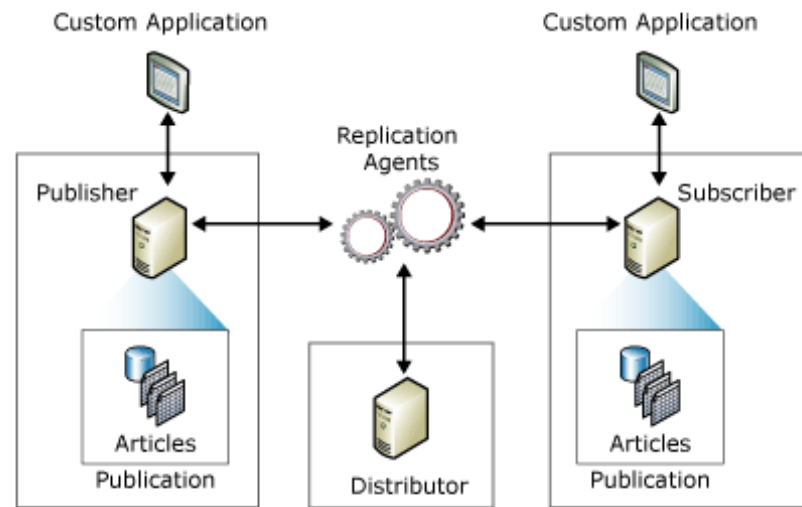 Custom Application
Custom Application
Replication
Agents
Publisher
Subscriber
Articles
Publication
Distributor
Articles
Publication